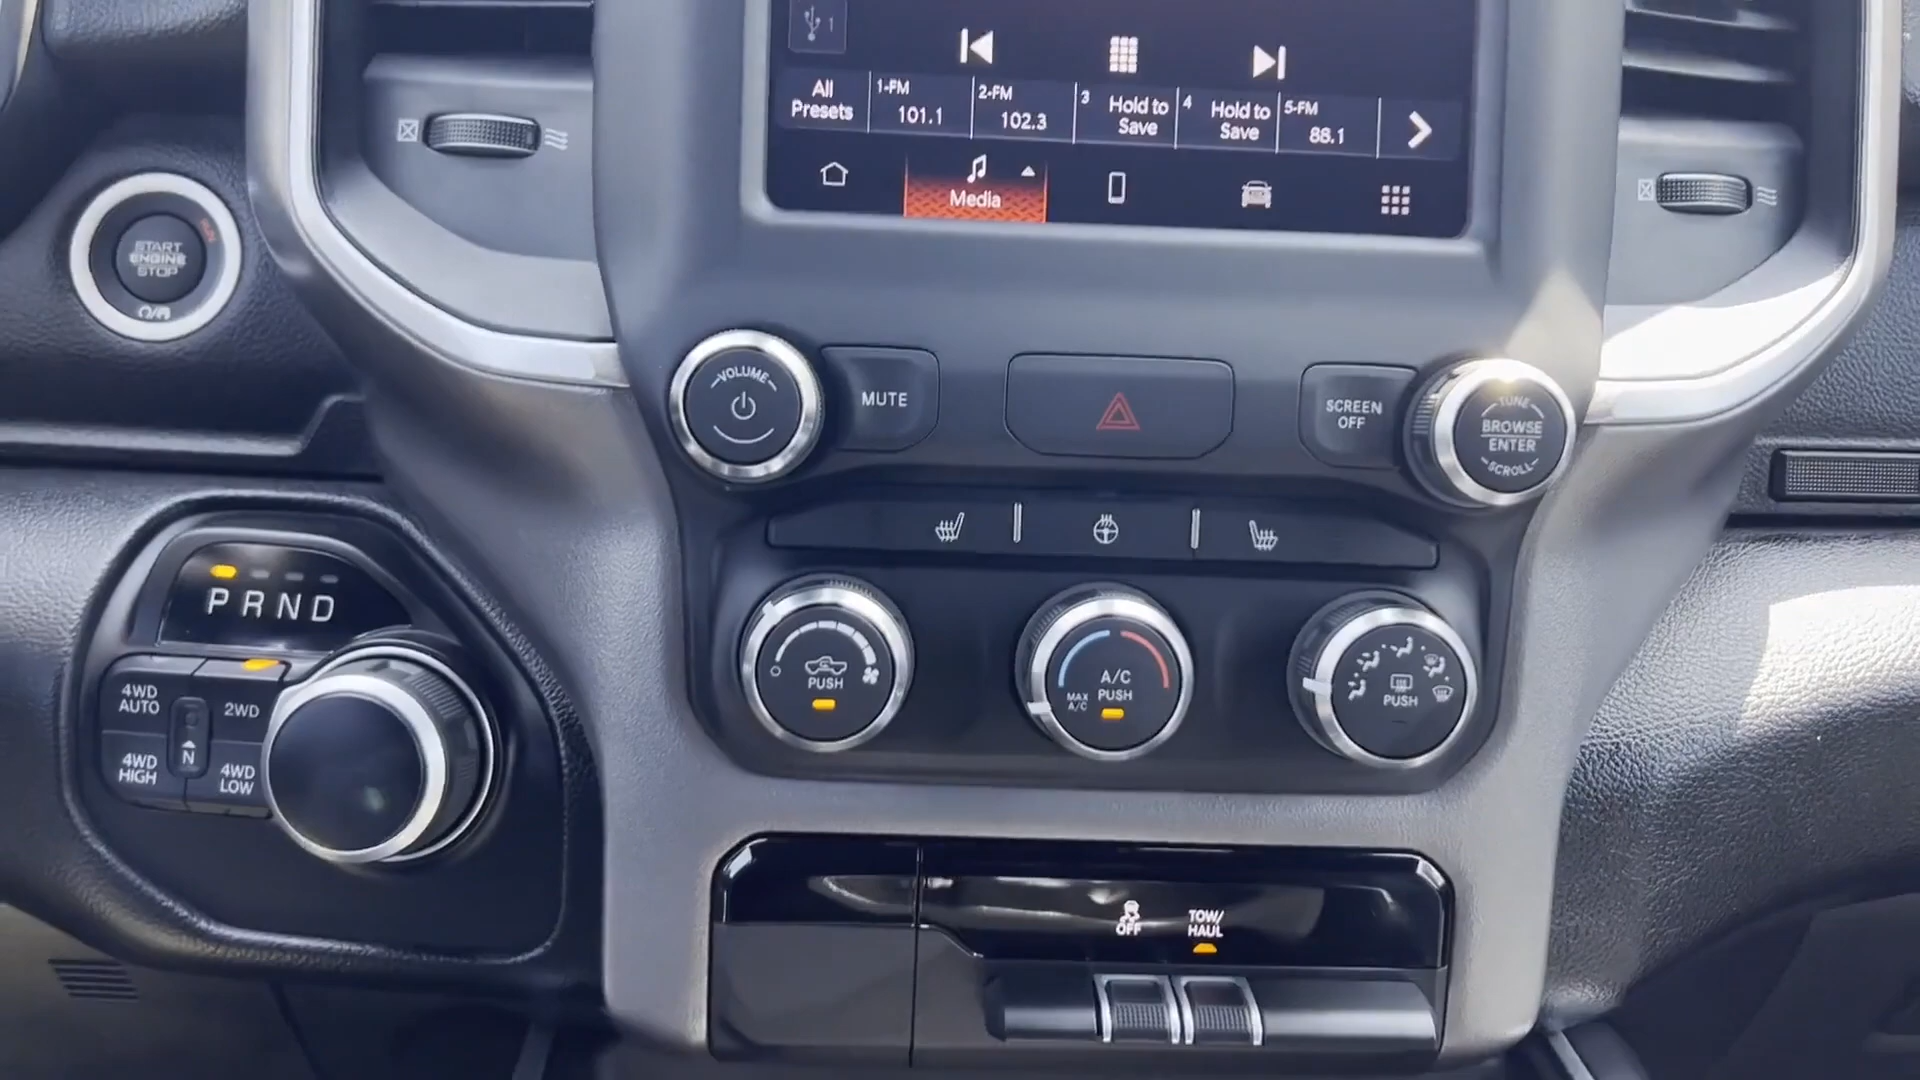 1
All
Presets
1-FM
101.1
2-FM
102.3
3
Hold to
Save
4
Hold to
Save
5-FM
88.1
Media
START
ENGINE
STOP
RUN
VOLUME
MUTE
SCREEN
OFF
TUNE
BROWSE
ENTER
SCROLL
P R N D
4WD
AUTO
2WD
N
4WD
HIGH
4WD
LOW
PUSH
A/C
PUSH
MAX
A/C
PUSH
OFF
TOW/
HAUL